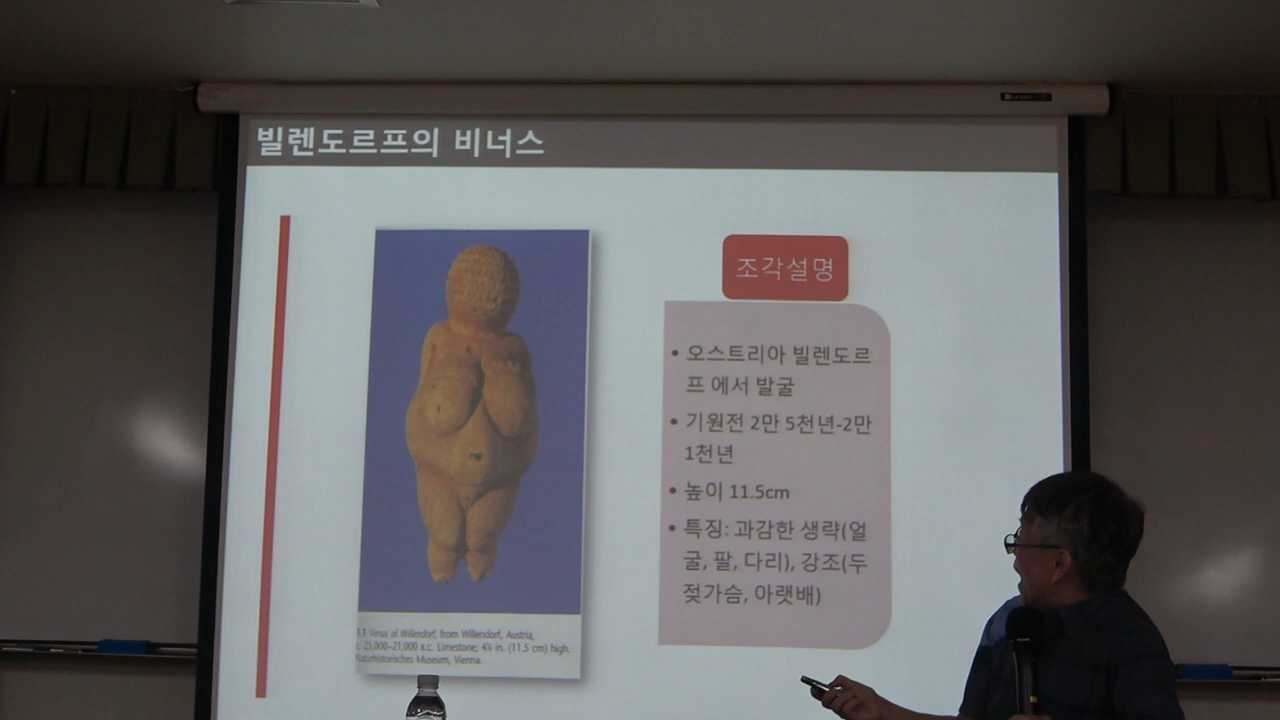 빌렌도르프의 비너스
조각설명
• 오스트리아 빌렌도르
프 에서 발굴
• 기원전 2만 5천년-2만
1천년
• 높이 11.5cm
• 특징: 과감한 생략(얼
굴, 팔, 다리), 강조(두
젖가슴, 아랫배)
1.1 Venus of Willendorf, from Willendorf, Austria,
c. 25,000–21,000 B.C. Limestone; 4⅜ in. (11.5 cm) high.
Naturhistorisches Museum, Vienna.